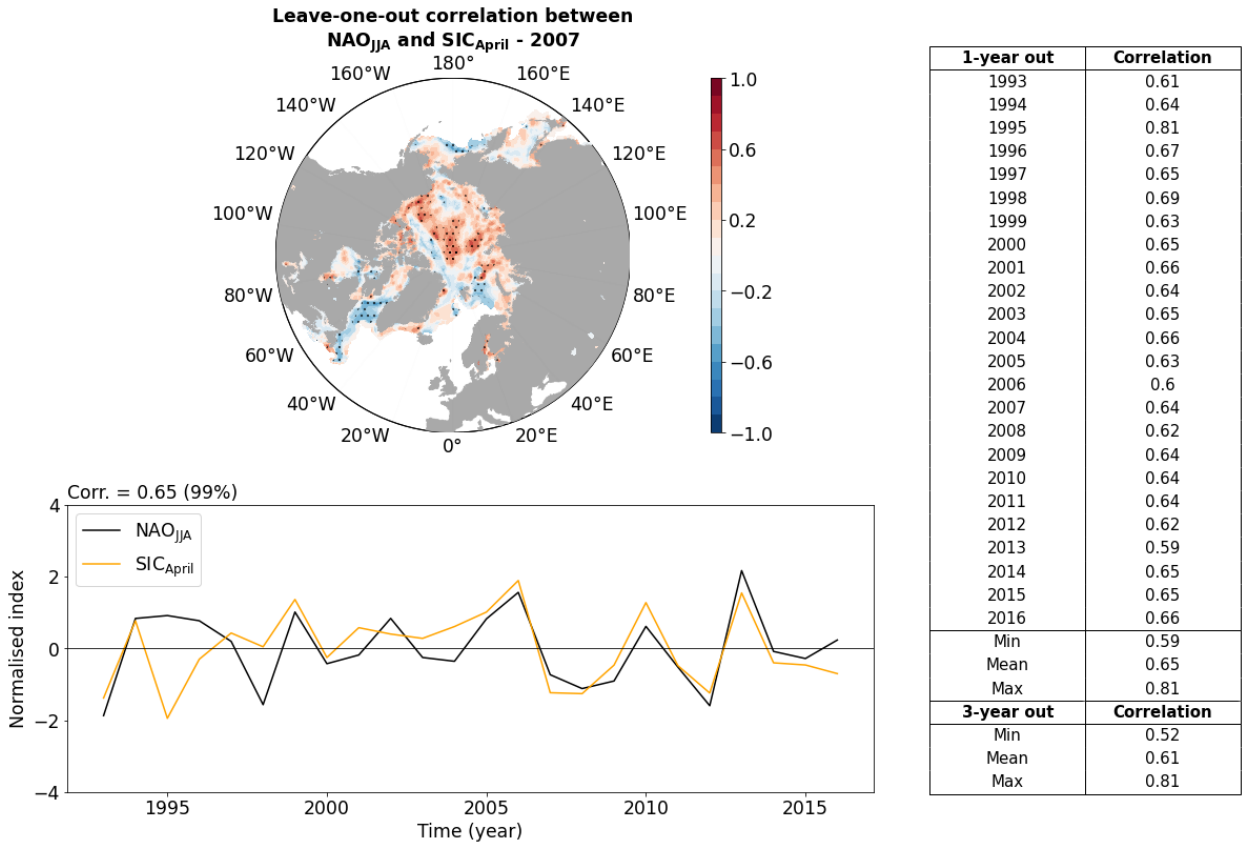 Leave-one-out correlation between
NAO_JJA and SIC_April - 2007
180°
160°W 160°E
140°W 140°E
120°W 120°E
100°W 100°E
80°W 80°E
60°W 60°E
40°W 40°E
20°W 20°E
0°
1.0
0.6
0.2
−0.2
−0.6
−1.0
Corr. = 0.65 (99%)
NAO_JJA
SIC_April
Normalised index
4
2
0
−2
−4
1995 2000 2005 2010 2015
Time (year)
1-year out Correlation
1993 0.61
1994 0.64
1995 0.81
1996 0.67
1997 0.65
1998 0.69
1999 0.63
2000 0.65
2001 0.66
2002 0.64
2003 0.65
2004 0.66
2005 0.63
2006 0.6
2007 0.64
2008 0.62
2009 0.64
2010 0.64
2011 0.64
2012 0.62
2013 0.59
2014 0.65
2015 0.65
2016 0.66
Min 0.59
Mean 0.65
Max 0.81
3-year out Correlation
Min 0.52
Mean 0.61
Max 0.81